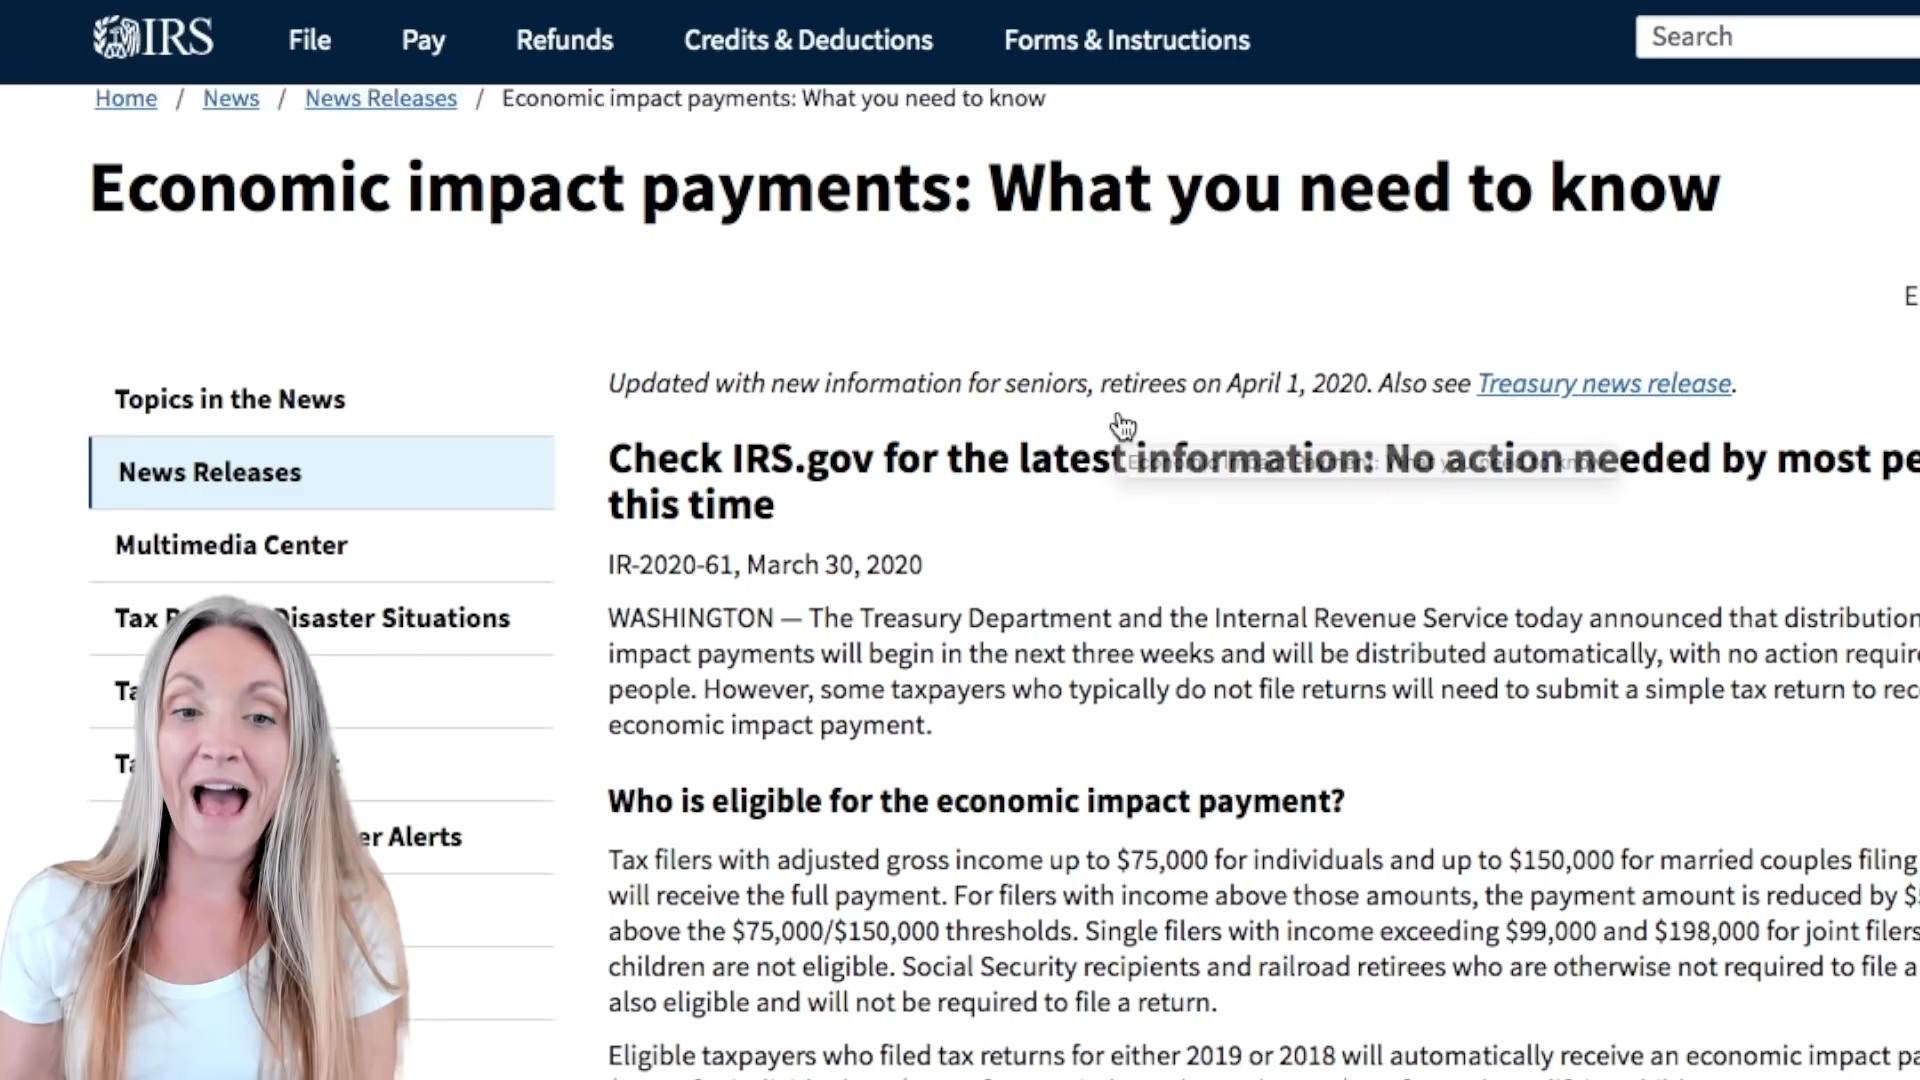 IRS
File
Pay
Refunds
Credits & Deductions
Forms & Instructions
Search
Home / News / News Releases / Economic impact payments: What you need to know
Economic impact payments: What you need to know
E
Topics in the News
News Releases
Multimedia Center
Tax Disaster Situations
er Alerts
Updated with new information for seniors, retirees on April 1, 2020. Also see Treasury news release.
Check IRS.gov for the latest information: No action needed by most pe
this time
Economic Impact Payment: What you need to know
IR-2020-61, March 30, 2020
WASHINGTON — The Treasury Department and the Internal Revenue Service today announced that distribution
impact payments will begin in the next three weeks and will be distributed automatically, with no action require
people. However, some taxpayers who typically do not file returns will need to submit a simple tax return to rec
economic impact payment.
Who is eligible for the economic impact payment?
Tax filers with adjusted gross income up to $75,000 for individuals and up to $150,000 for married couples filing
will receive the full payment. For filers with income above those amounts, the payment amount is reduced by $
above the $75,000/$150,000 thresholds. Single filers with income exceeding $99,000 and $198,000 for joint filers
children are not eligible. Social Security recipients and railroad retirees who are otherwise not required to file a
also eligible and will not be required to file a return.
Eligible taxpayers who filed tax returns for either 2019 or 2018 will automatically receive an economic impact pa